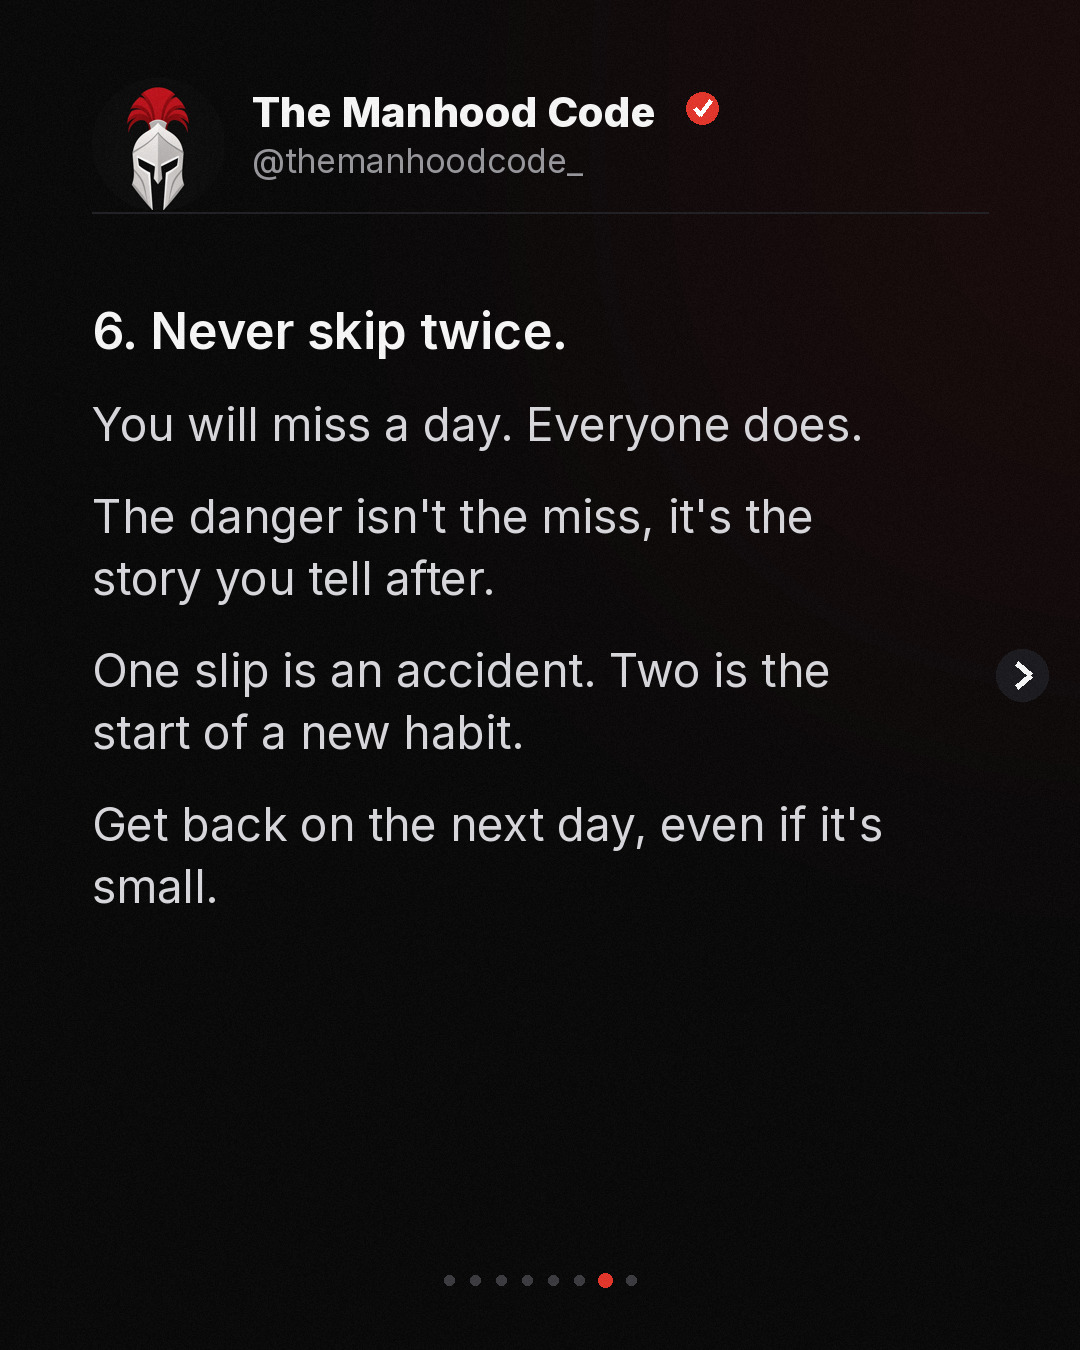 The Manhood Code
@themanhoodcode_
6. Never skip twice.
You will miss a day. Everyone does.
The danger isn't the miss, it's the
story you tell after.
One slip is an accident. Two is the
start of a new habit.
Get back on the next day, even if it's
small.